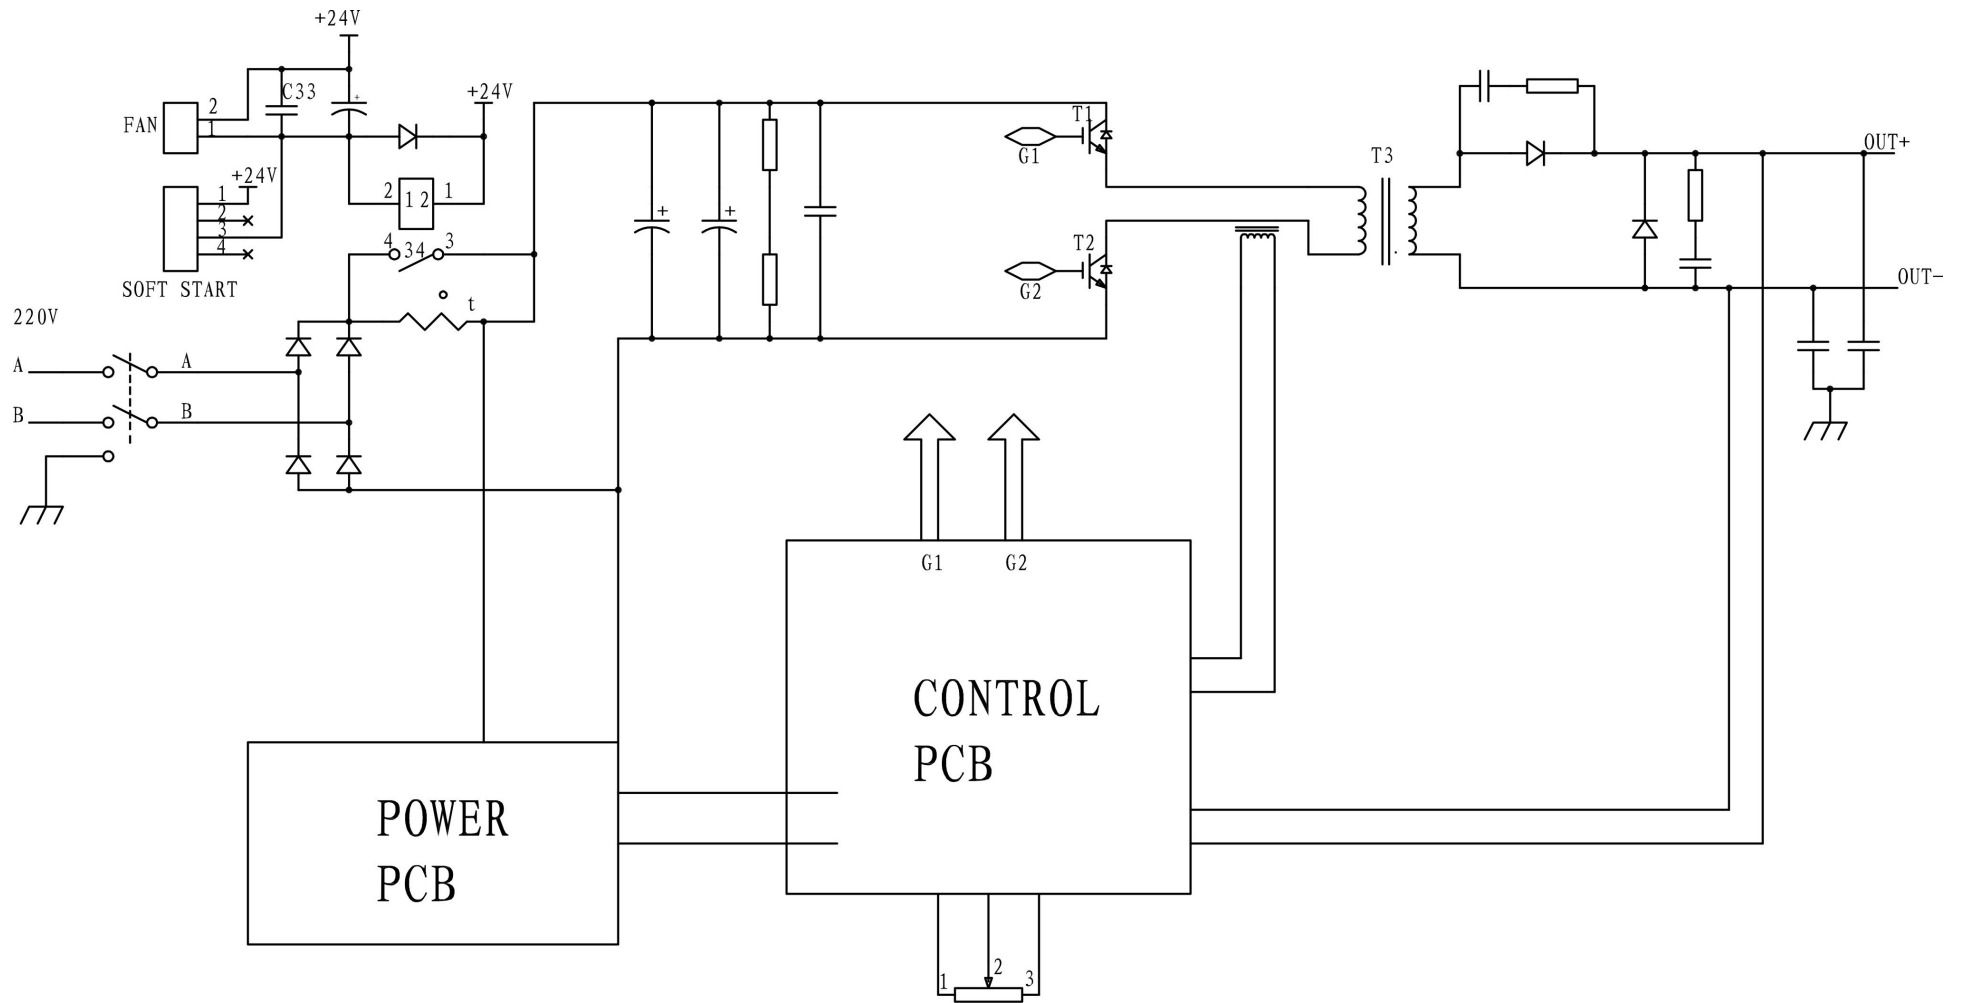 +24V
C33
+24V
2
FAN
1
T1
G1
OUT+
T3
+24V
1
2
3
4
2
1 2
1
4
34
3
T2
G2
OUT-
SOFT START
t
220V
A
A
B
B
G1
G2
CONTROL
PCB
POWER
PCB
1
2
3